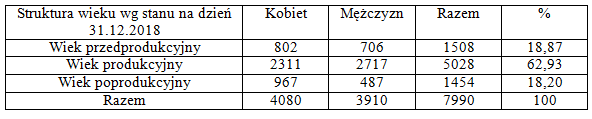 Struktura wieku wg stanu na dzień 31.12.2018 Kobiet Mężczyzn Razem %
Wiek przedprodukcyjny 802 706 1508 18,87
Wiek produkcyjny 2311 2717 5028 62,93
Wiek poprodukcyjny 967 487 1454 18,20
Razem 4080 3910 7990 100